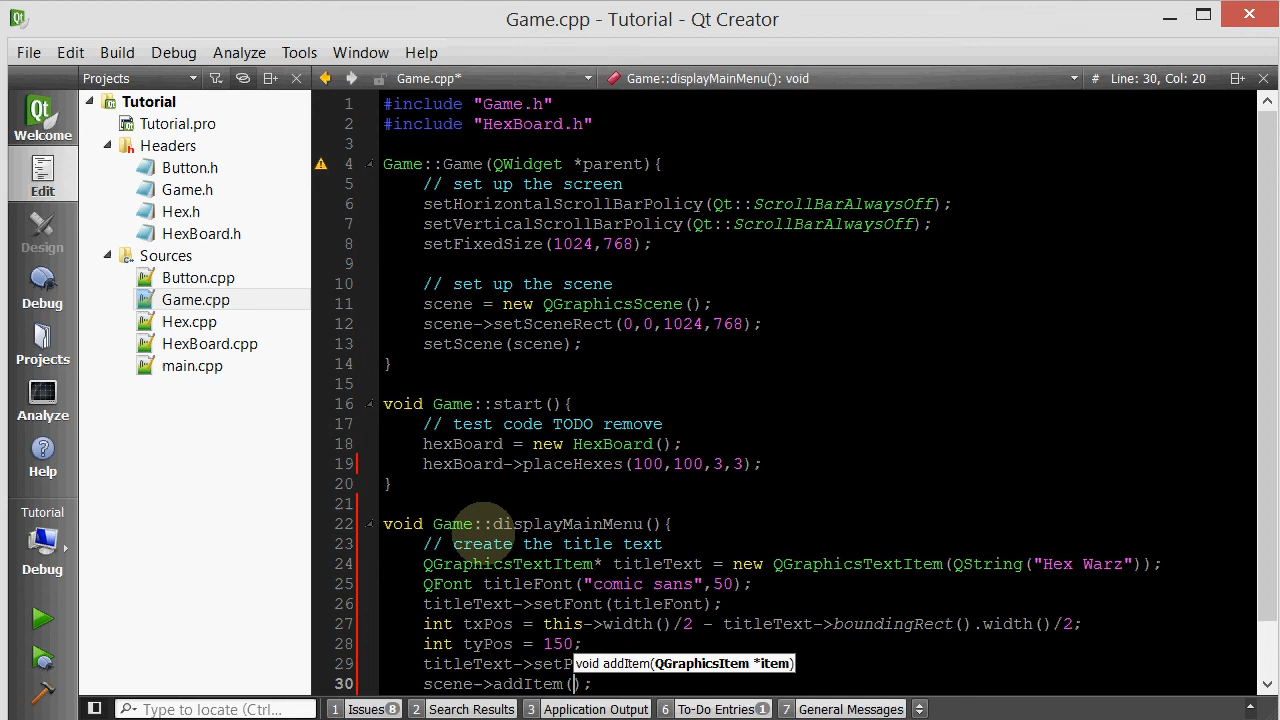 Game.cpp - Tutorial - Qt Creator
File Edit Build Debug Analyze Tools Window Help
Projects Game.cpp* Game::displayMainMenu(): void # Line: 30, Col: 20
Qt
Welcome
Edit
Design
Debug
Projects
Analyze
Help
Tutorial
Debug
Tutorial
Tutorial.pro
Headers
Button.h
Game.h
Hex.h
HexBoard.h
Sources
Button.cpp
Game.cpp
Hex.cpp
HexBoard.cpp
main.cpp
1 #include "Game.h"
2 #include "HexBoard.h"
3
4 Game::Game(QWidget *parent){
5 // set up the screen
6 setHorizontalScrollBarPolicy(Qt::ScrollBarAlwaysOff);
7 setVerticalScrollBarPolicy(Qt::ScrollBarAlwaysOff);
8 setFixedSize(1024,768);
9
10 // set up the scene
11 scene = new QGraphicsScene();
12 scene->setSceneRect(0,0,1024,768);
13 setScene(scene);
14 }
15
16 void Game::start(){
17 // test code TODO remove
18 hexBoard = new HexBoard();
19 hexBoard->placeHexes(100,100,3,3);
20 }
21
22 void Game::displayMainMenu(){
23 // create the title text
24 QGraphicsTextItem* titleText = new QGraphicsTextItem(QString("Hex Warz"));
25 QFont titleFont("comic sans",50);
26 titleText->setFont(titleFont);
27 int txPos = this->width()/2 - titleText->boundingRect().width()/2;
28 int tyPos = 150;
29 titleText->setP
void addItem(QGraphicsItem *item)
30 scene->addItem();
Type to locate (Ctrl... 1 Issues 8 2 Search Results 3 Application Output 6 To-Do Entries 1 7 General Messages